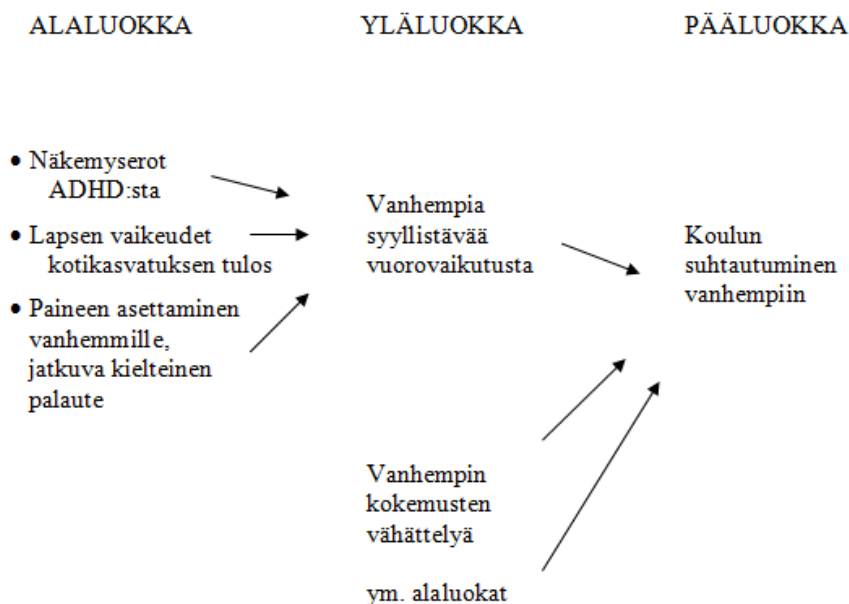 ALALUOKKA
YLÄLUOKKA
PÄÄLUOKKA
• Näkemyserot
ADHD:sta
• Lapsen vaikeudet
kotikasvatuksen tulos
• Paineen asettaminen
vanhemmille,
jatkuva kielteinen
palaute
Vanhempia
syyllistävää
vuorovaikutusta
Koulun
suhtautuminen
vanhempiin
Vanhempin
kokemusten
vähättelyä
ym. alaluokat